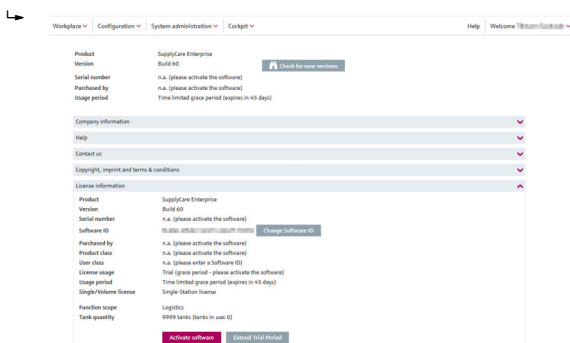 Workplace Configuration System administration Cockpit Help Welcome
Product SupplyCare Enterprise
Version Build 60 Check for new versions
Serial number n.a. (please activate the software)
Purchased by n.a. (please activate the software)
Usage period Time limited grace period (expires in 45 days)
Company information
Help
Contact us
Copyright, imprint and terms & conditions
License information
Product SupplyCare Enterprise
Version Build 60
Serial number n.a. (please activate the software)
Software ID Change Software ID
Purchased by n.a. (please activate the software)
Product class n.a. (please activate the software)
User class n.a. (please enter a Software ID)
License usage Trial (grace period - please activate the software)
Usage period Time limited grace period (expires in 45 days)
Single/Volume license Single-Station license
Function scope Logistics
Tank quantity 9999 tanks (tanks in use: 0)
Activate software Extend Trial Period